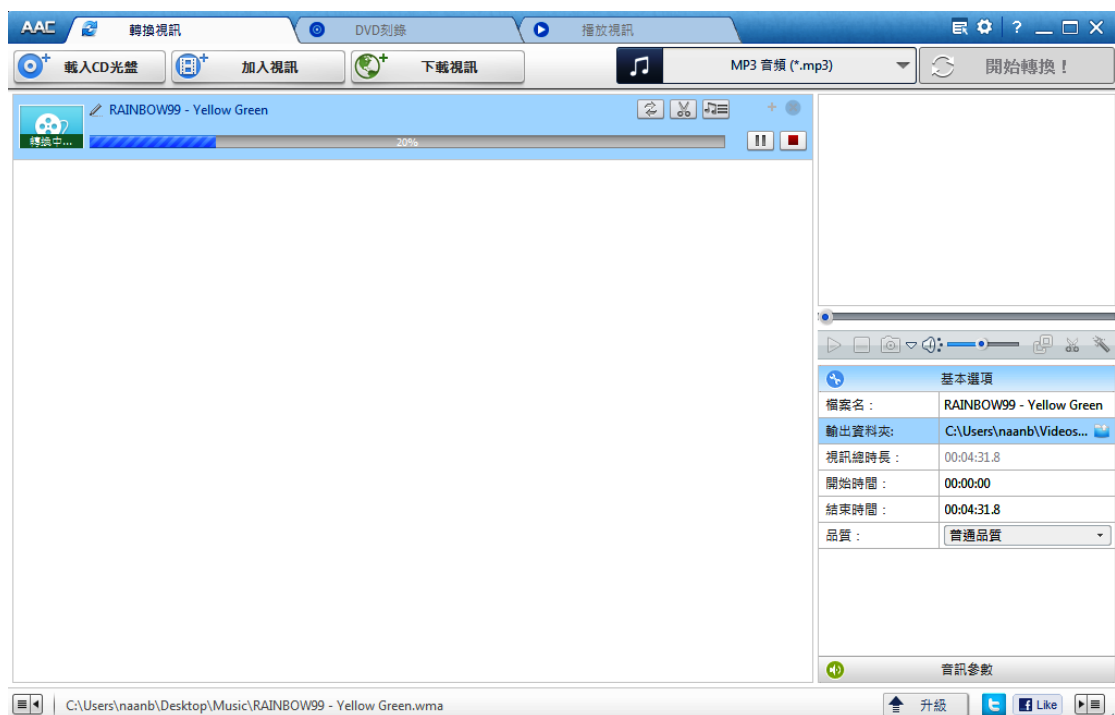 AAC 轉換視訊 DVD刻錄 播放視訊 ?
載入CD光盤 加入視訊 下載視訊 MP3 音頻 (*.mp3) 開始轉換！
RAINBOW99 - Yellow Green
轉換中...
20%
基本選項
檔案名： RAINBOW99 - Yellow Green
輸出資料夾: C:\Users\naanb\Videos...
視訊總時長： 00:04:31.8
開始時間： 00:00:00
結束時間： 00:04:31.8
品質： 普通品質
音訊參數
C:\Users\naanb\Desktop\Music\RAINBOW99 - Yellow Green.wma 升級 Like